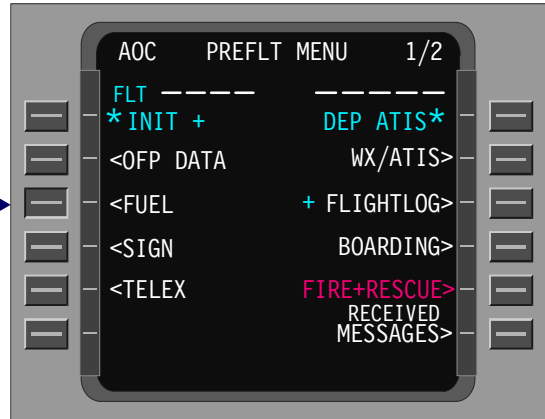 AOC PREFLT MENU 1/2
FLT ---- -----
*INIT + DEP ATIS*
<OFP DATA WX/ATIS>
<FUEL + FLIGHTLOG>
<SIGN BOARDING>
<TELEX FIRE+RESCUE>
RECEIVED
MESSAGES>